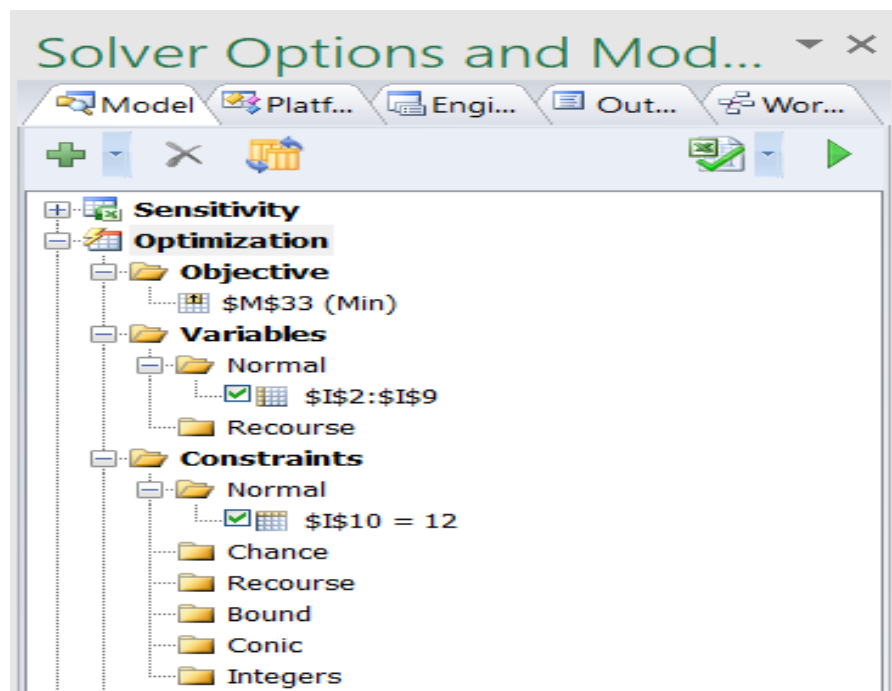 Solver Options and Mod...
Model Platf... Engi... Out... Wor...
Sensitivity
Optimization
Objective
$M$33 (Min)
Variables
Normal
$I$2:$I$9
Recourse
Constraints
Normal
$I$10 = 12
Chance
Recourse
Bound
Conic
Integers